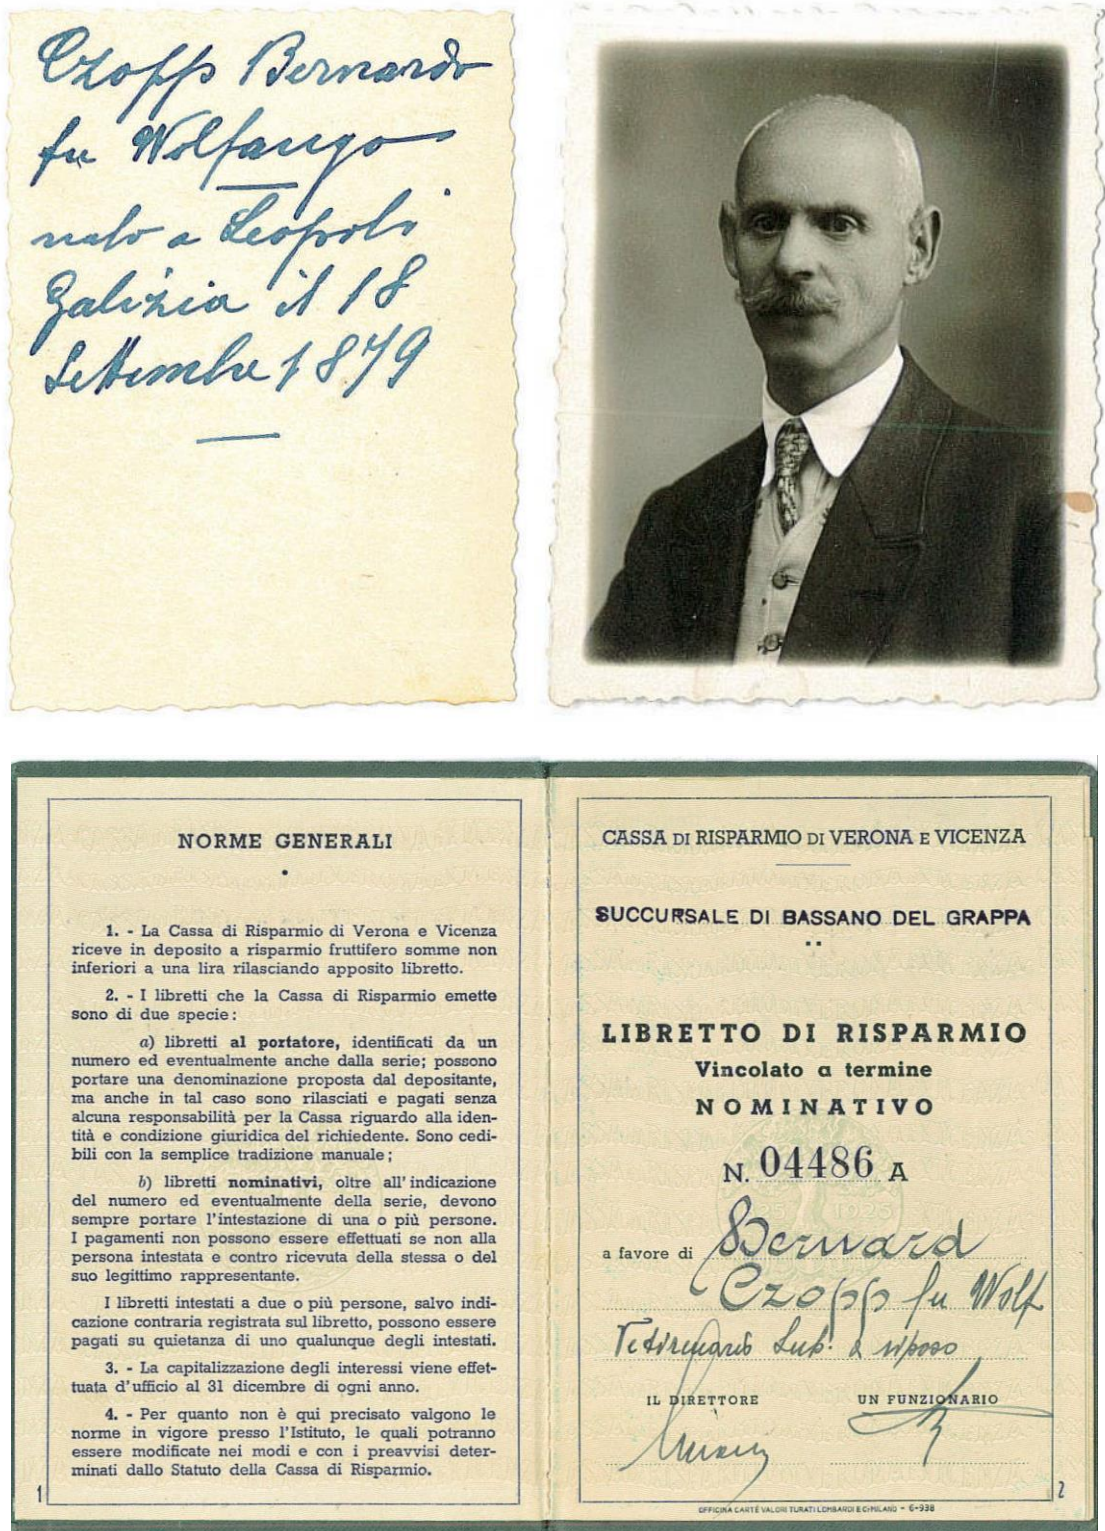 Czopp Bernardo
fu Wolfango
nato a Leopoli
Galizia il 18
Settembre 1879
NORME GENERALI
1. - La Cassa di Risparmio di Verona e Vicenza
riceve in deposito a risparmio fruttifero somme non
inferiori a una lira rilasciando apposito libretto.
2. - I libretti che la Cassa di Risparmio emette
sono di due specie:
a) libretti al portatore, identificati da un
numero ed eventualmente anche dalla serie; possono
portare una denominazione proposta dal depositante,
ma anche in tal caso sono rilasciati e pagati senza
alcuna responsabilità per la Cassa riguardo alla iden-
tità e condizione giuridica del richiedente. Sono cedi-
bili con la semplice tradizione manuale;
b) libretti nominativi, oltre all'indicazione
del numero ed eventualmente della serie, devono
sempre portare l'intestazione di una o più persone.
I pagamenti non possono essere effettuati se non alla
persona intestata e contro ricevuta della stessa o del
suo legittimo rappresentante.
I libretti intestati a due o più persone, salvo indi-
cazione contraria registrata sul libretto, possono essere
pagati su quietanza di uno qualunque degli intestati.
3. - La capitalizzazione degli interessi viene effet-
tuata d'ufficio al 31 dicembre di ogni anno.
4. - Per quanto non è qui precisato valgono le
norme in vigore presso l'Istituto, le quali potranno
essere modificate nei modi e con i preavvisi deter-
minati dallo Statuto della Cassa di Risparmio.
1
CASSA DI RISPARMIO DI VERONA E VICENZA
SUCCURSALE DI BASSANO DEL GRAPPA
LIBRETTO DI RISPARMIO
Vincolato a termine
NOMINATIVO
N. 04486 A
1925
a favore di Bernard
Czopp fu Wolf
a riposo
IL DIRETTORE UN FUNZIONARIO
OFFICINA CARTE VALORI TURATI LOMBARDI E C. MILANO - 6-938
2